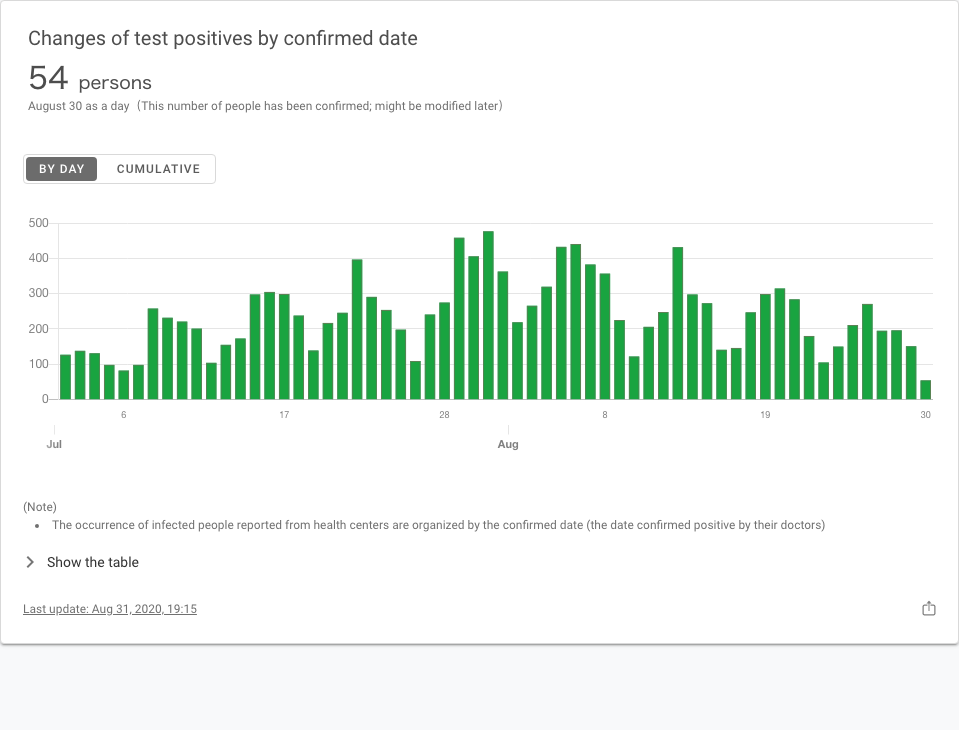 Changes of test positives by confirmed date
54 persons
August 30 as a day（This number of people has been confirmed; might be modified later）
BY DAY CUMULATIVE
500
400
300
200
100
0
6 17 28 8 19 30
Jul Aug
(Note)
• The occurrence of infected people reported from health centers are organized by the confirmed date (the date confirmed positive by their doctors)
Show the table
Last update: Aug 31, 2020, 19:15